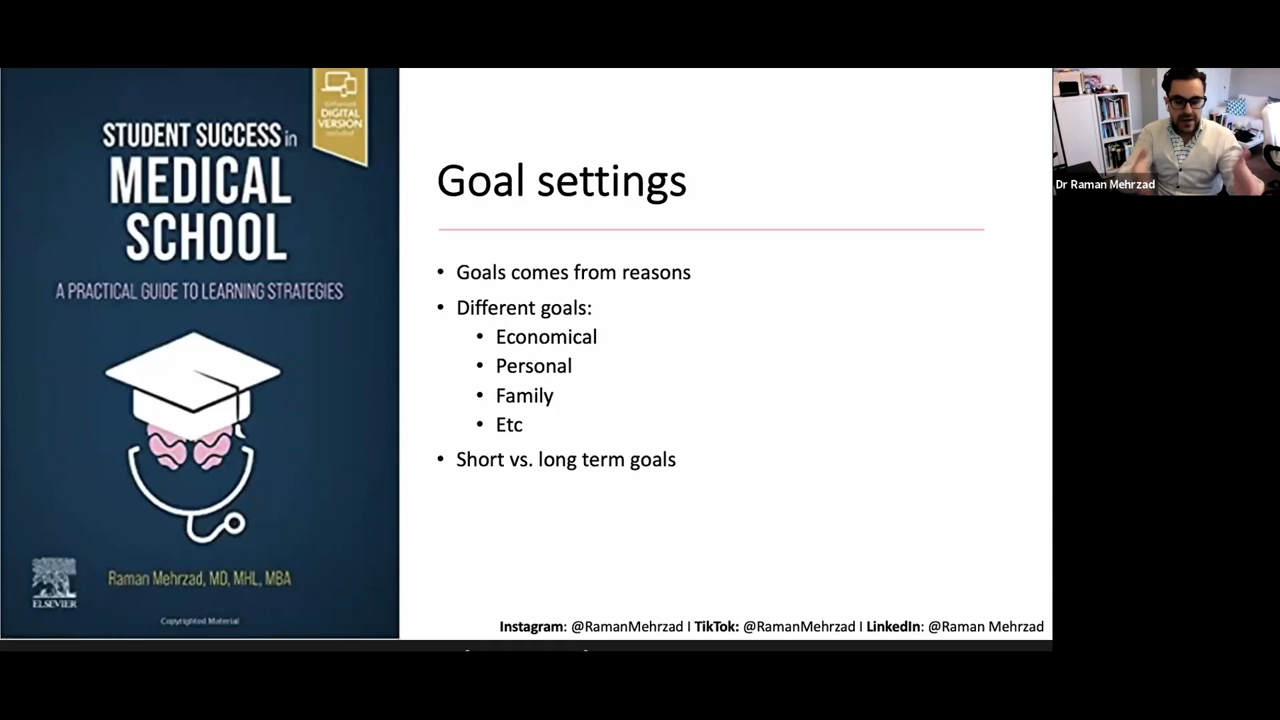 Enhanced
DIGITAL
VERSION
Included
STUDENT SUCCESS in
MEDICAL
SCHOOL
A PRACTICAL GUIDE TO LEARNING STRATEGIES
Raman Mehrzad, MD, MHL, MBA
ELSEVIER
Copyrighted Material
Goal settings
• Goals comes from reasons
• Different goals:
• Economical
• Personal
• Family
• Etc
• Short vs. long term goals
Instagram: @RamanMehrzad I TikTok: @RamanMehrzad I LinkedIn: @Raman Mehrzad
Dr Raman Mehrzad